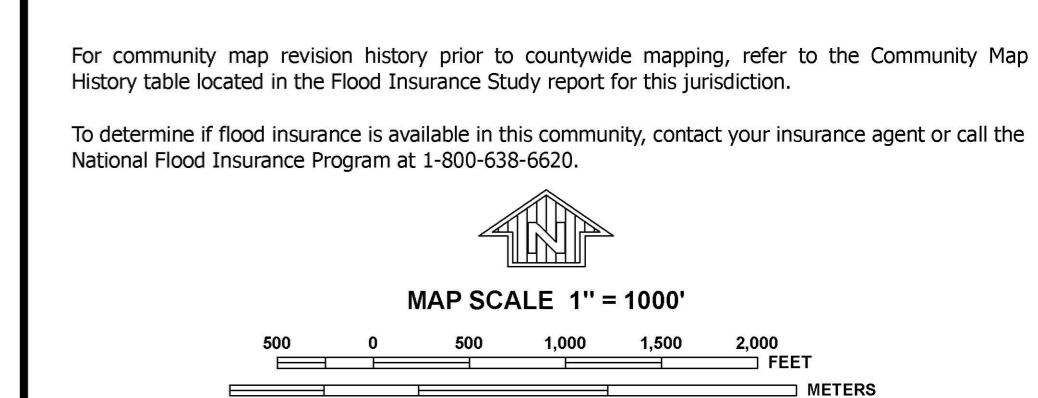 For community map revision history prior to countywide mapping, refer to the Community Map
History table located in the Flood Insurance Study report for this jurisdiction.
To determine if flood insurance is available in this community, contact your insurance agent or call the
National Flood Insurance Program at 1-800-638-6620.
N
MAP SCALE 1" = 1000'
500 0 500 1,000 1,500 2,000
FEET
METERS